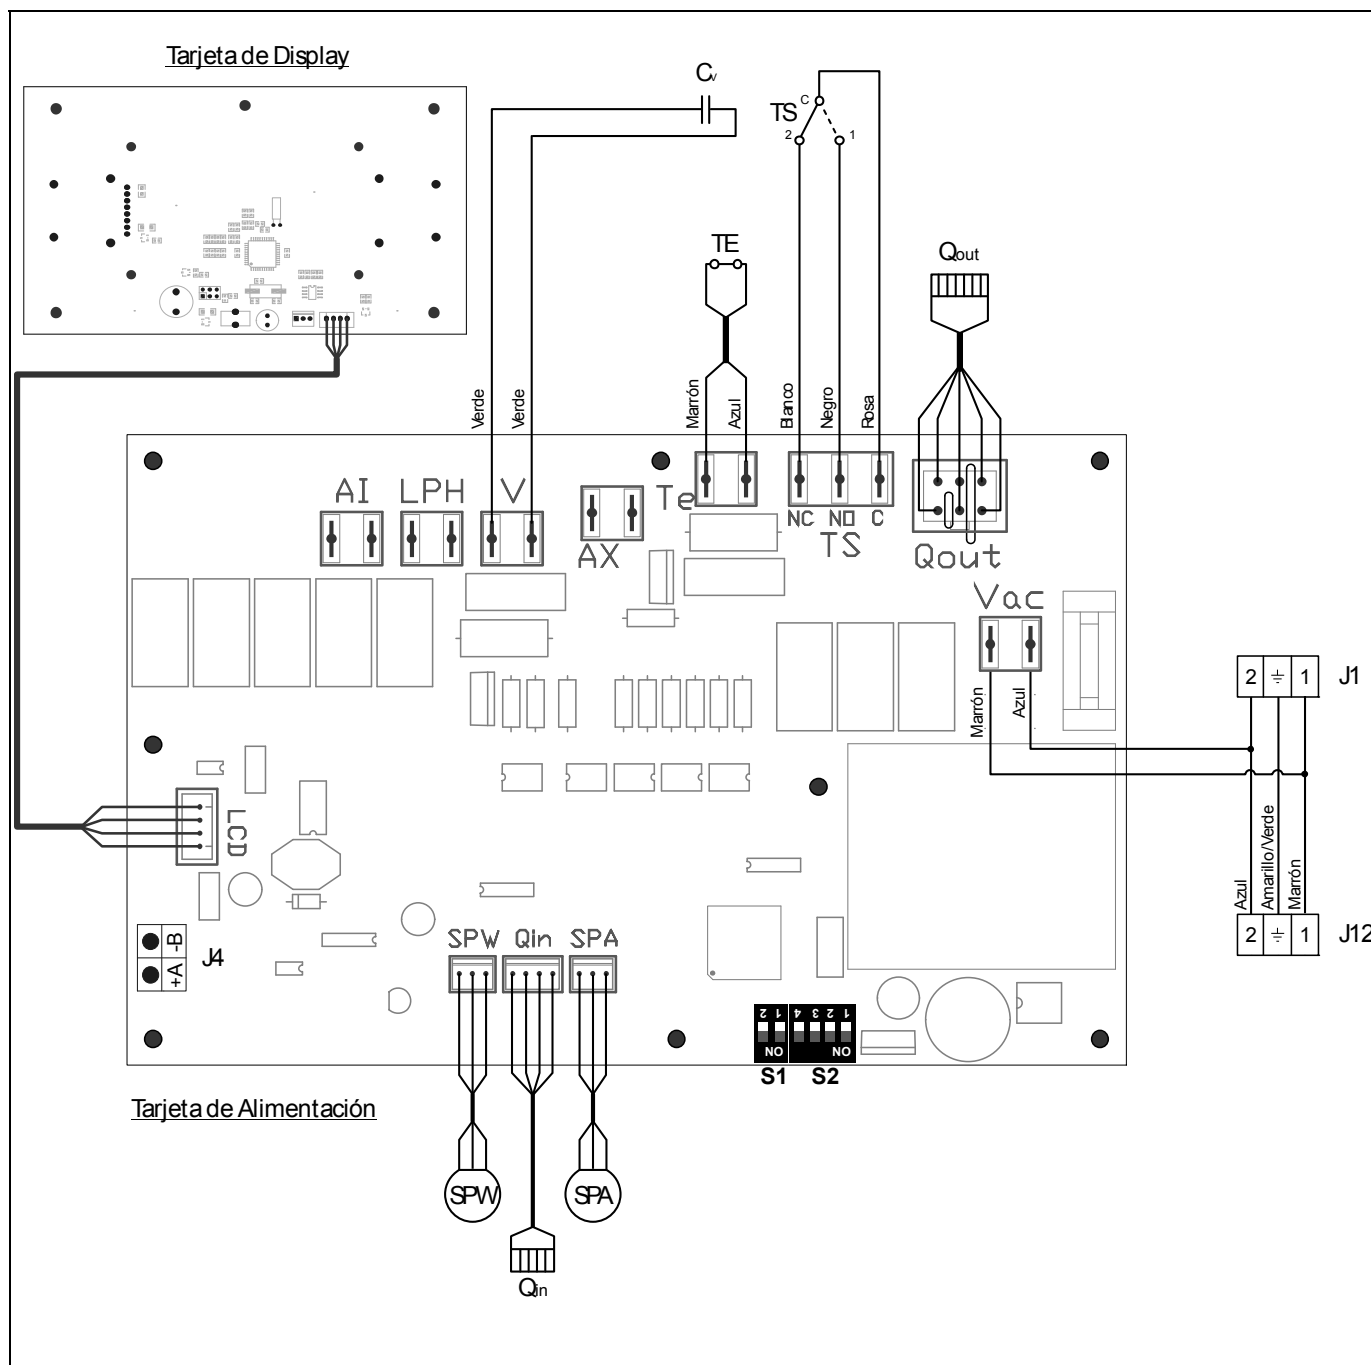 Tarjeta de Display
Cv
TS
C
2
1
TE
Qout
Verde
Verde
Marrón
Azul
Blanco
Negro
Rosa
AI
LPH
V
AX
Te
NC
NO
C
TS
Qout
Vac
Marrón
Azul
2
1
J1
LCD
Azul
Amarillo/Verde
Marrón
2
1
J12
-B
+A
J4
SPW
Qin
SPA
2 1
4 3 2 1
ON
ON
S1
S2
Tarjeta de Alimentación
SPW
SPA
Qin